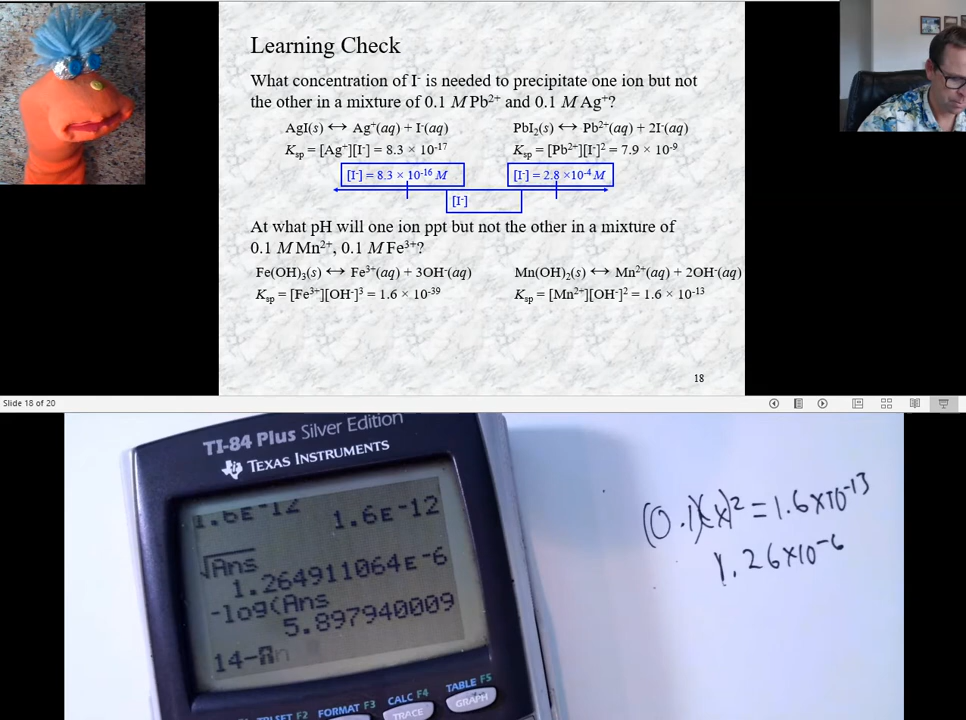 Learning Check
What concentration of I⁻ is needed to precipitate one ion but not
the other in a mixture of 0.1 M Pb²⁺ and 0.1 M Ag⁺?
AgI(s) ↔ Ag⁺(aq) + I⁻(aq)
PbI₂(s) ↔ Pb²⁺(aq) + 2I⁻(aq)
Ksp = [Ag⁺][I⁻] = 8.3 × 10⁻¹⁷
Ksp = [Pb²⁺][I⁻]² = 7.9 × 10⁻⁹
[I⁻] = 8.3 × 10⁻¹⁶ M
[I⁻] = 2.8 ×10⁻⁴ M
[I⁻]
At what pH will one ion ppt but not the other in a mixture of
0.1 M Mn²⁺, 0.1 M Fe³⁺?
Fe(OH)₃(s) ↔ Fe³⁺(aq) + 3OH⁻(aq)
Mn(OH)₂(s) ↔ Mn²⁺(aq) + 2OH⁻(aq)
Ksp = [Fe³⁺][OH⁻]³ = 1.6 × 10⁻³⁹
Ksp = [Mn²⁺][OH⁻]² = 1.6 × 10⁻¹³
18
Slide 18 of 20
TI-84 Plus Silver Edition
TEXAS INSTRUMENTS
1.6E-12
1.6E-12
√Ans
1.264911064E-6
-log(Ans
5.897940009
14-
FORMAT F3
CALC F4
TABLE F5
TRACE
GRAPH
(0.1)(x)² = 1.6×10⁻¹³
1.26×10⁻⁶